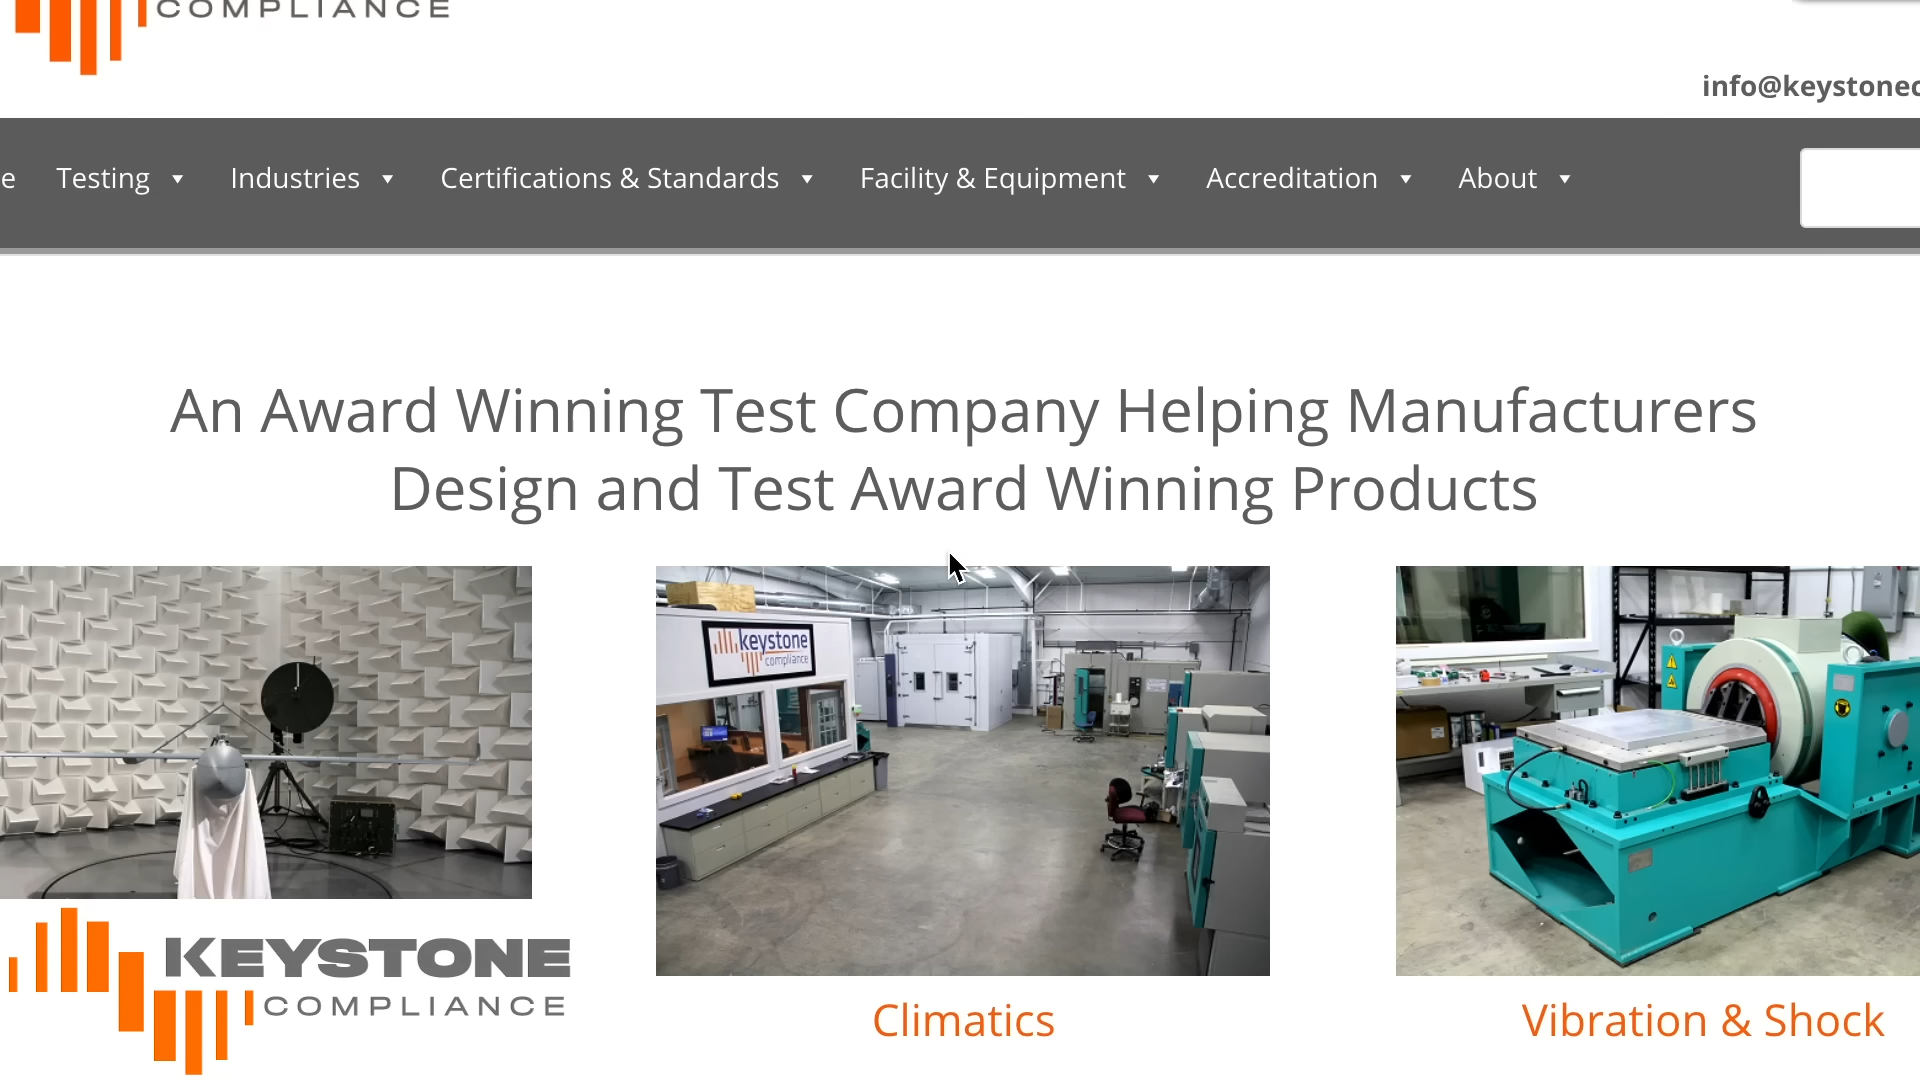 COMPLIANCE
info@keystonec
e Testing Industries Certifications & Standards Facility & Equipment Accreditation About
An Award Winning Test Company Helping Manufacturers
Design and Test Award Winning Products
keystone
compliance
KEYSTONE
COMPLIANCE
Climatics
Vibration & Shock